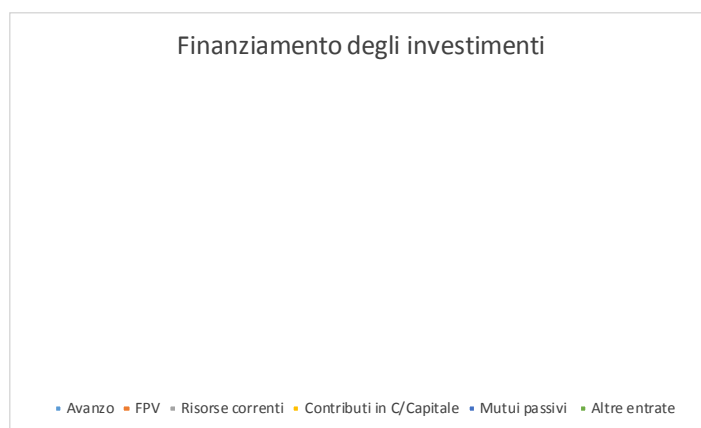 Finanziamento degli investimenti
Avanzo FPV Risorse correnti Contributi in C/Capitale Mutui passivi Altre entrate